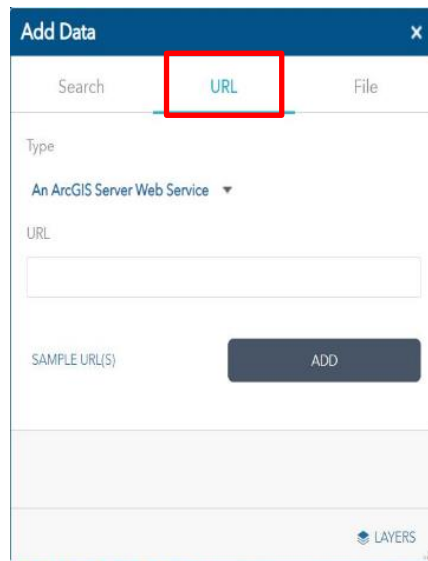 Add Data ×
Search URL File
Type
An ArcGIS Server Web Service
URL
SAMPLE URL(S) ADD
LAYERS